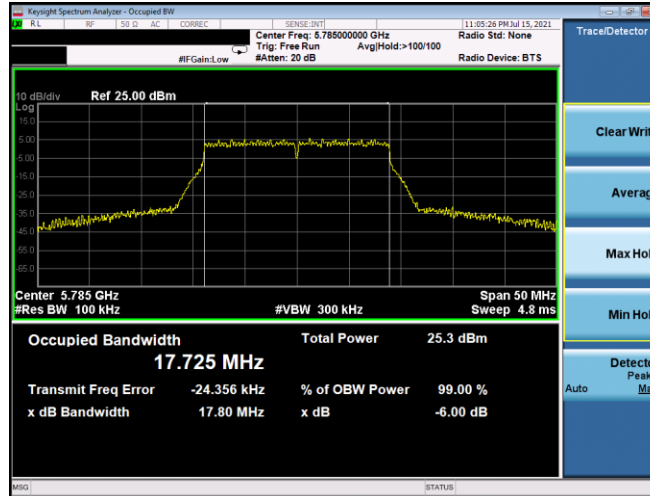 Keysight Spectrum Analyzer - Occupied BW
RL RF 50 Ω AC CORREC SENSE:INT 11:05:26 PM Jul 15, 2021
Center Freq: 5.785000000 GHz Radio Std: None
Trig: Free Run Avg|Hold:>100/100
#IFGain:Low #Atten: 20 dB Radio Device: BTS
10 dB/div Ref 25.00 dBm
Log
15.0
5.00
-5.00
-15.0
-25.0
-35.0
-45.0
-55.0
-65.0
Center 5.785 GHz Span 50 MHz
#Res BW 100 kHz #VBW 300 kHz Sweep 4.8 ms
Occupied Bandwidth Total Power 25.3 dBm
17.725 MHz
Transmit Freq Error -24.356 kHz % of OBW Power 99.00 %
x dB Bandwidth 17.80 MHz x dB -6.00 dB
MSG STATUS
Trace/Detector
Clear Writ
Averag
Max Hol
Min Hol
Detecto
Peak
Auto Ma